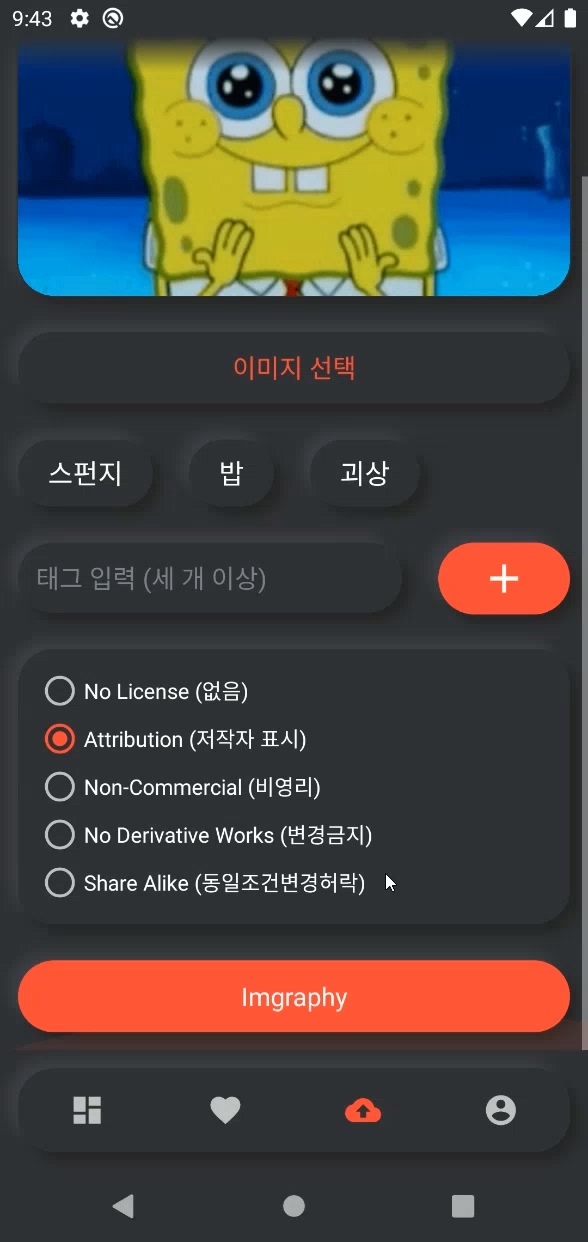 9:43
이미지 선택
스펀지 밥 괴상
태그 입력 (세 개 이상)
No License (없음)
Attribution (저작자 표시)
Non-Commercial (비영리)
No Derivative Works (변경금지)
Share Alike (동일조건변경허락)
Imgraphy